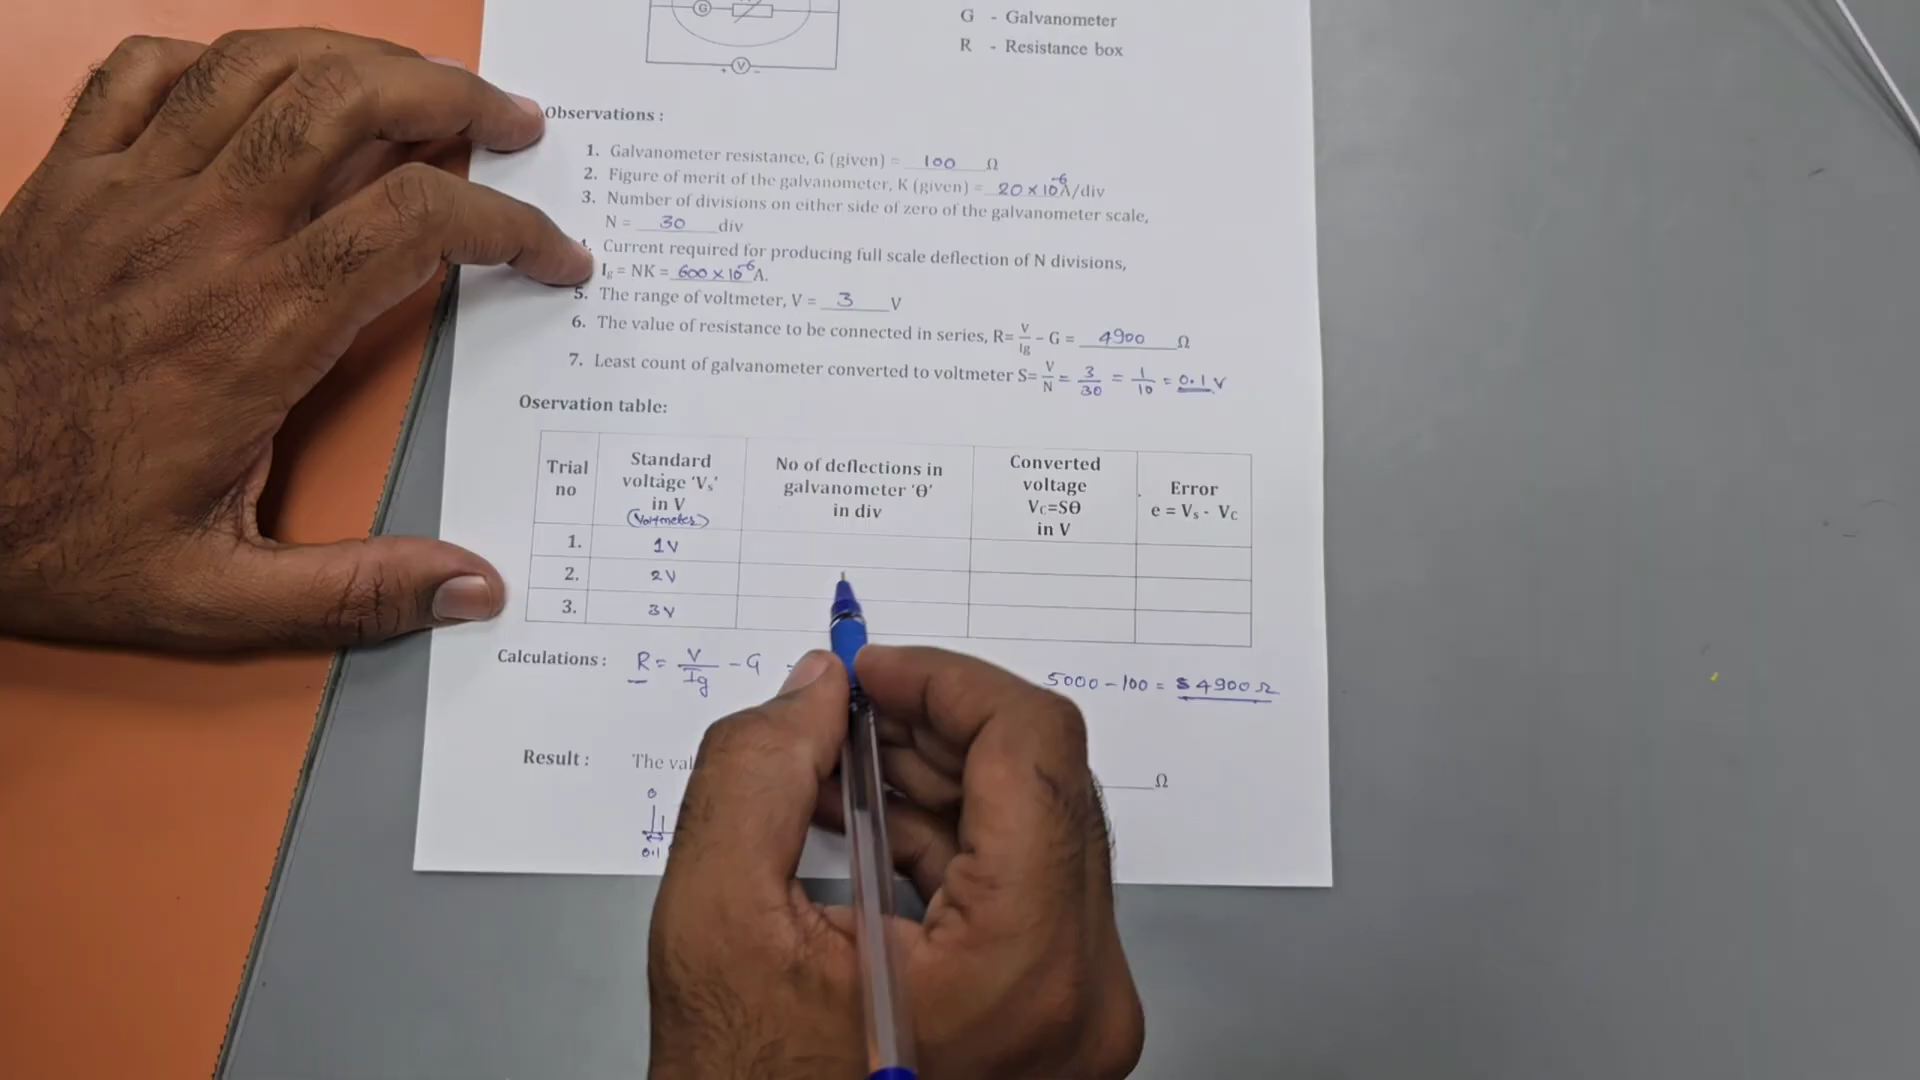 G
G - Galvanometer
R - Resistance box
+ V -
Observations :
1. Galvanometer resistance, G (given) = 100 Ω
2. Figure of merit of the galvanometer, K (given) = 20 × 10⁻⁶ A/div
3. Number of divisions on either side of zero of the galvanometer scale,
N = 30 div
4. Current required for producing full scale deflection of N divisions,
Ig = NK = 600 × 10⁻⁶ A.
5. The range of voltmeter, V = 3 V
6. The value of resistance to be connected in series, R= V/Ig – G = 4900 Ω
7. Least count of galvanometer converted to voltmeter S= V/N = 3/30 = 1/10 = 0.1 V
Oservation table:
Trial no | Standard voltage ‘Vs’ in V (Voltmeter) | No of deflections in galvanometer ‘Θ’ in div | Converted voltage VC=SΘ in V | Error e = Vs - VC
1. 1V
2. 2V
3. 3V
Calculations : R = V/Ig – G
5000 – 100 = 4900 Ω
Result : The val
Ω
0
0.1